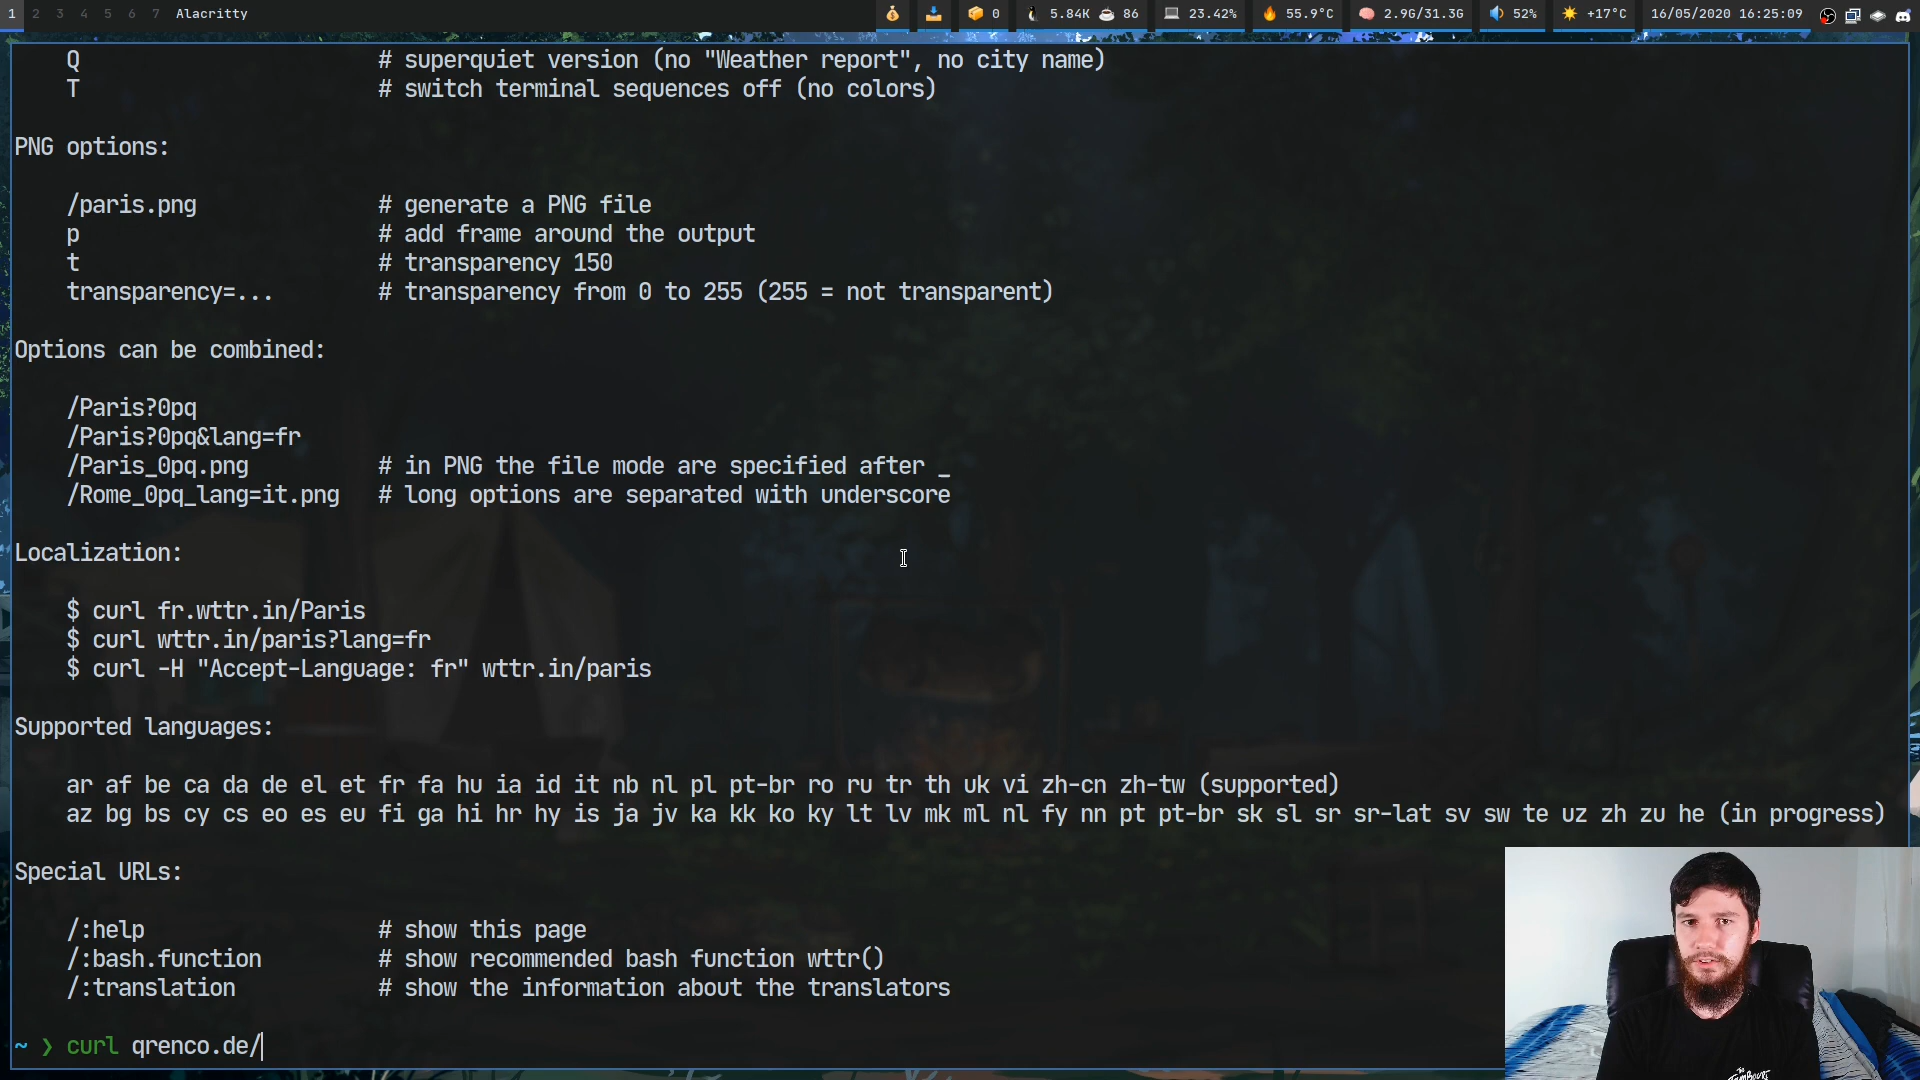 1 2 3 4 5 6 7 Alacritty 0 5.84K 86 23.42% 55.9°C 2.9G/31.3G 52% +17°C 16/05/2020 16:25:09
Q # superquiet version (no "Weather report", no city name)
T # switch terminal sequences off (no colors)
PNG options:
/paris.png # generate a PNG file
p # add frame around the output
t # transparency 150
transparency=... # transparency from 0 to 255 (255 = not transparent)
Options can be combined:
/Paris?0pq
/Paris?0pq&lang=fr
/Paris_0pq.png # in PNG the file mode are specified after _
/Rome_0pq_lang=it.png # long options are separated with underscore
Localization:
$ curl fr.wttr.in/Paris
$ curl wttr.in/paris?lang=fr
$ curl -H "Accept-Language: fr" wttr.in/paris
Supported languages:
ar af be ca da de el et fr fa hu ia id it nb nl pl pt-br ro ru tr th uk vi zh-cn zh-tw (supported)
az bg bs cy cs eo es eu fi ga hi hr hy is ja jv ka kk ko ky lt lv mk ml nl fy nn pt pt-br sk sl sr sr-lat sv sw te uz zh zu he (in progress)
Special URLs:
/:help # show this page
/:bash.function # show recommended bash function wttr()
/:translation # show the information about the translators
~ ❯ curl qrenco.de/